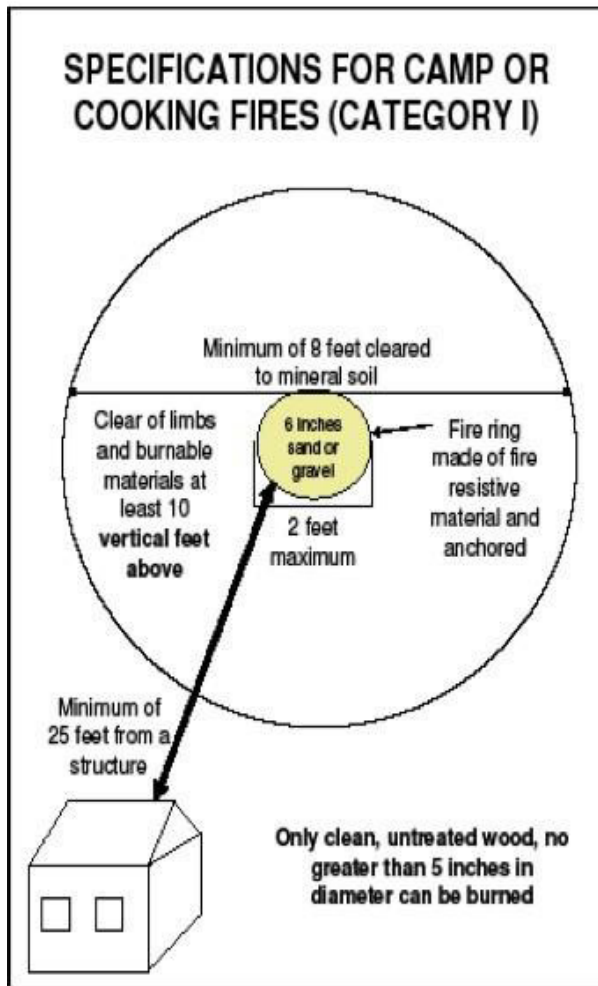 SPECIFICATIONS FOR CAMP OR
COOKING FIRES (CATEGORY I)
Minimum of 8 feet cleared
to mineral soil
Clear of limbs
and burnable
materials at
least 10
vertical feet
above
6 inches
sand or
gravel
Fire ring
made of fire
resistive
material and
anchored
2 feet
maximum
Minimum of
25 feet from a
structure
Only clean, untreated wood, no
greater than 5 inches in
diameter can be burned